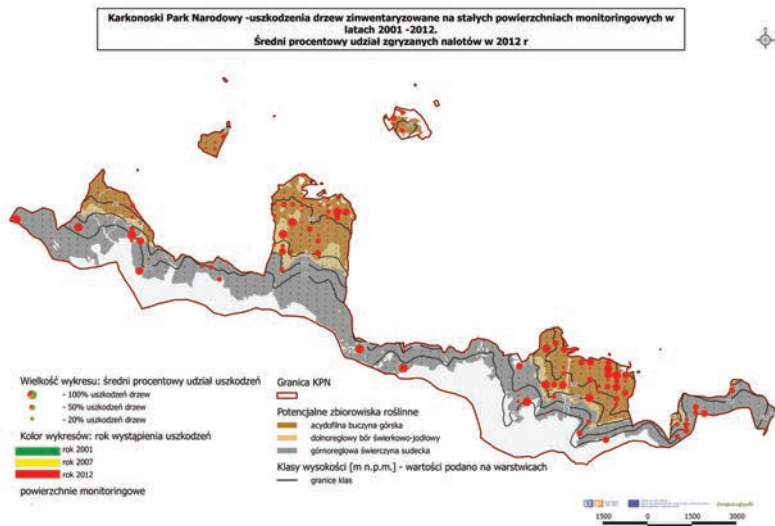 Karkonoski Park Narodowy -uszkodzenia drzew zinwentaryzowane na stałych powierzchniach monitoringowych w
latach 2001 -2012.
Średni procentowy udział zgryzanych nalotów w 2012 r
Wielkość wykresu: średni procentowy udział uszkodzeń
- 100% uszkodzeń drzew
- 50% uszkodzeń drzew
- 20% uszkodzeń drzew
Kolor wykresów: rok wystąpienia uszkodzeń
rok 2001
rok 2007
rok 2012
powierzchnie monitoringowe
Granica KPN
Potencjalne zbiorowiska roślinne
acydofilna buczyna górska
dolnoreglowy bór świerkowo-jodłowy
górnoreglowa świerczyna sudecka
Klasy wysokości [m n.p.m.] - wartości podano na warstwicach
granice klas
1500 0 1500 3000